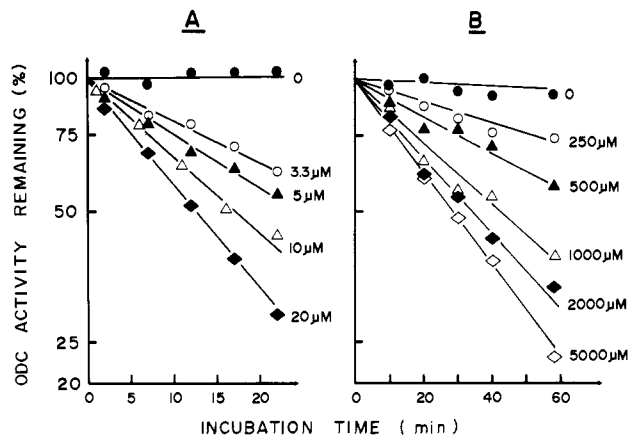 A
B
ODC ACTIVITY REMAINING (%)
100
75
50
25
20
0
3.3µM
5µM
10µM
20µM
0
250µM
500µM
1000µM
2000µM
5000µM
0 5 10 15 20
0 20 40 60
INCUBATION TIME (min)